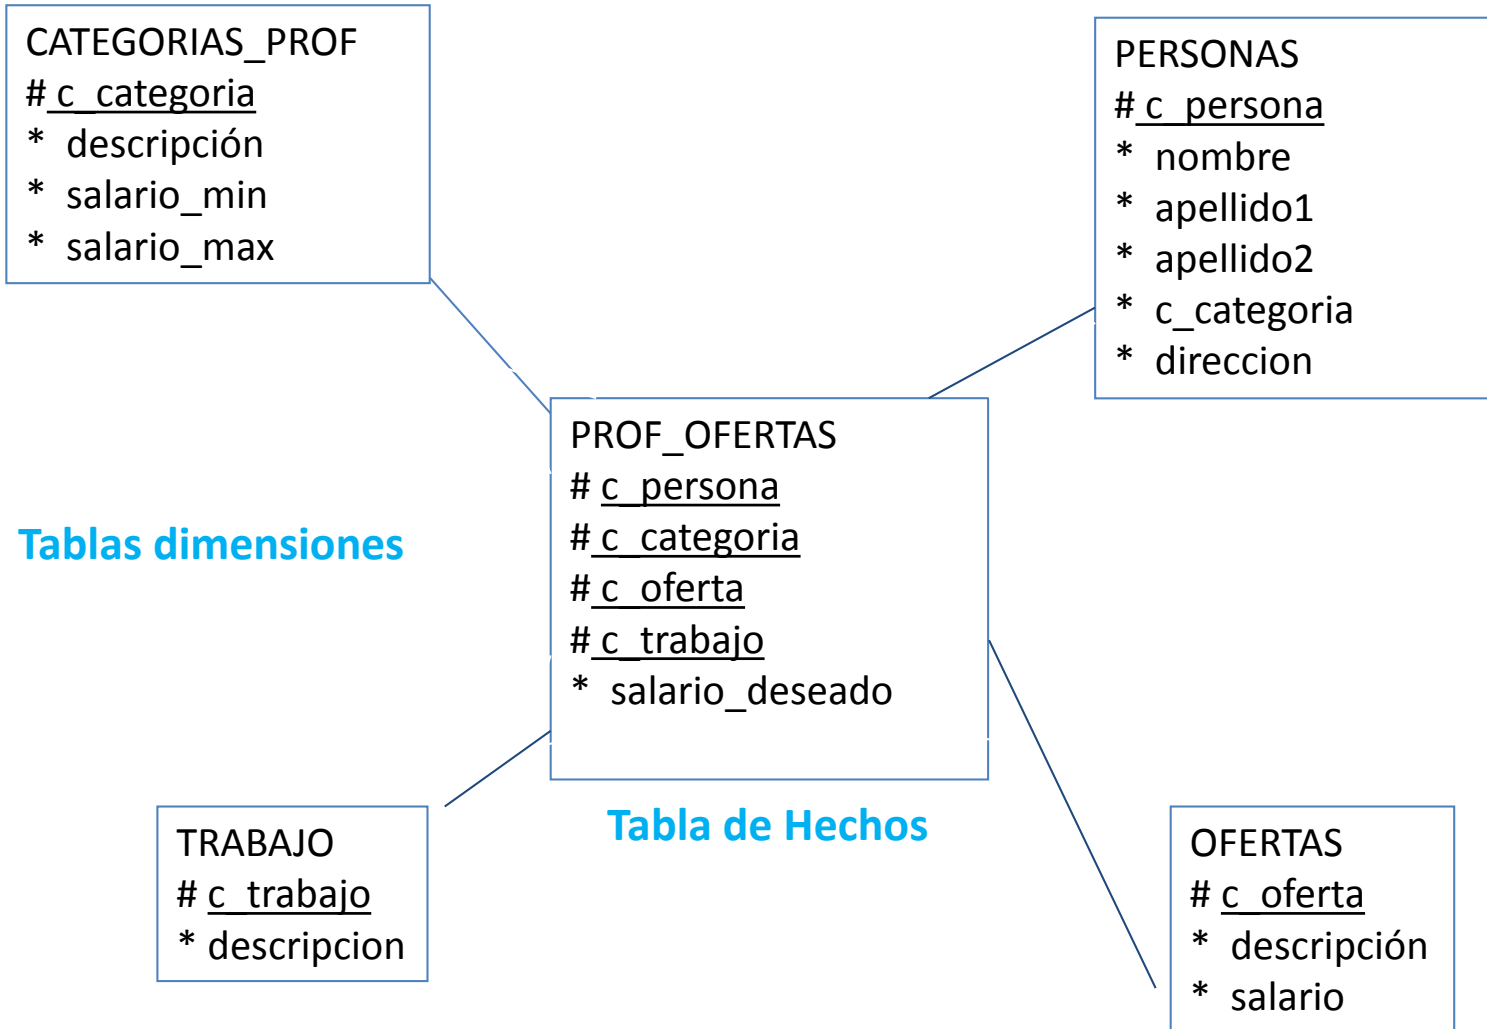 CATEGORIAS_PROF
# c_categoria
* descripción
* salario_min
* salario_max
PERSONAS
# c_persona
* nombre
* apellido1
* apellido2
* c_categoria
* direccion
PROF_OFERTAS
# c_persona
# c_categoria
# c_oferta
# c_trabajo
* salario_deseado
Tablas dimensiones
Tabla de Hechos
TRABAJO
# c_trabajo
* descripcion
OFERTAS
# c_oferta
* descripción
* salario